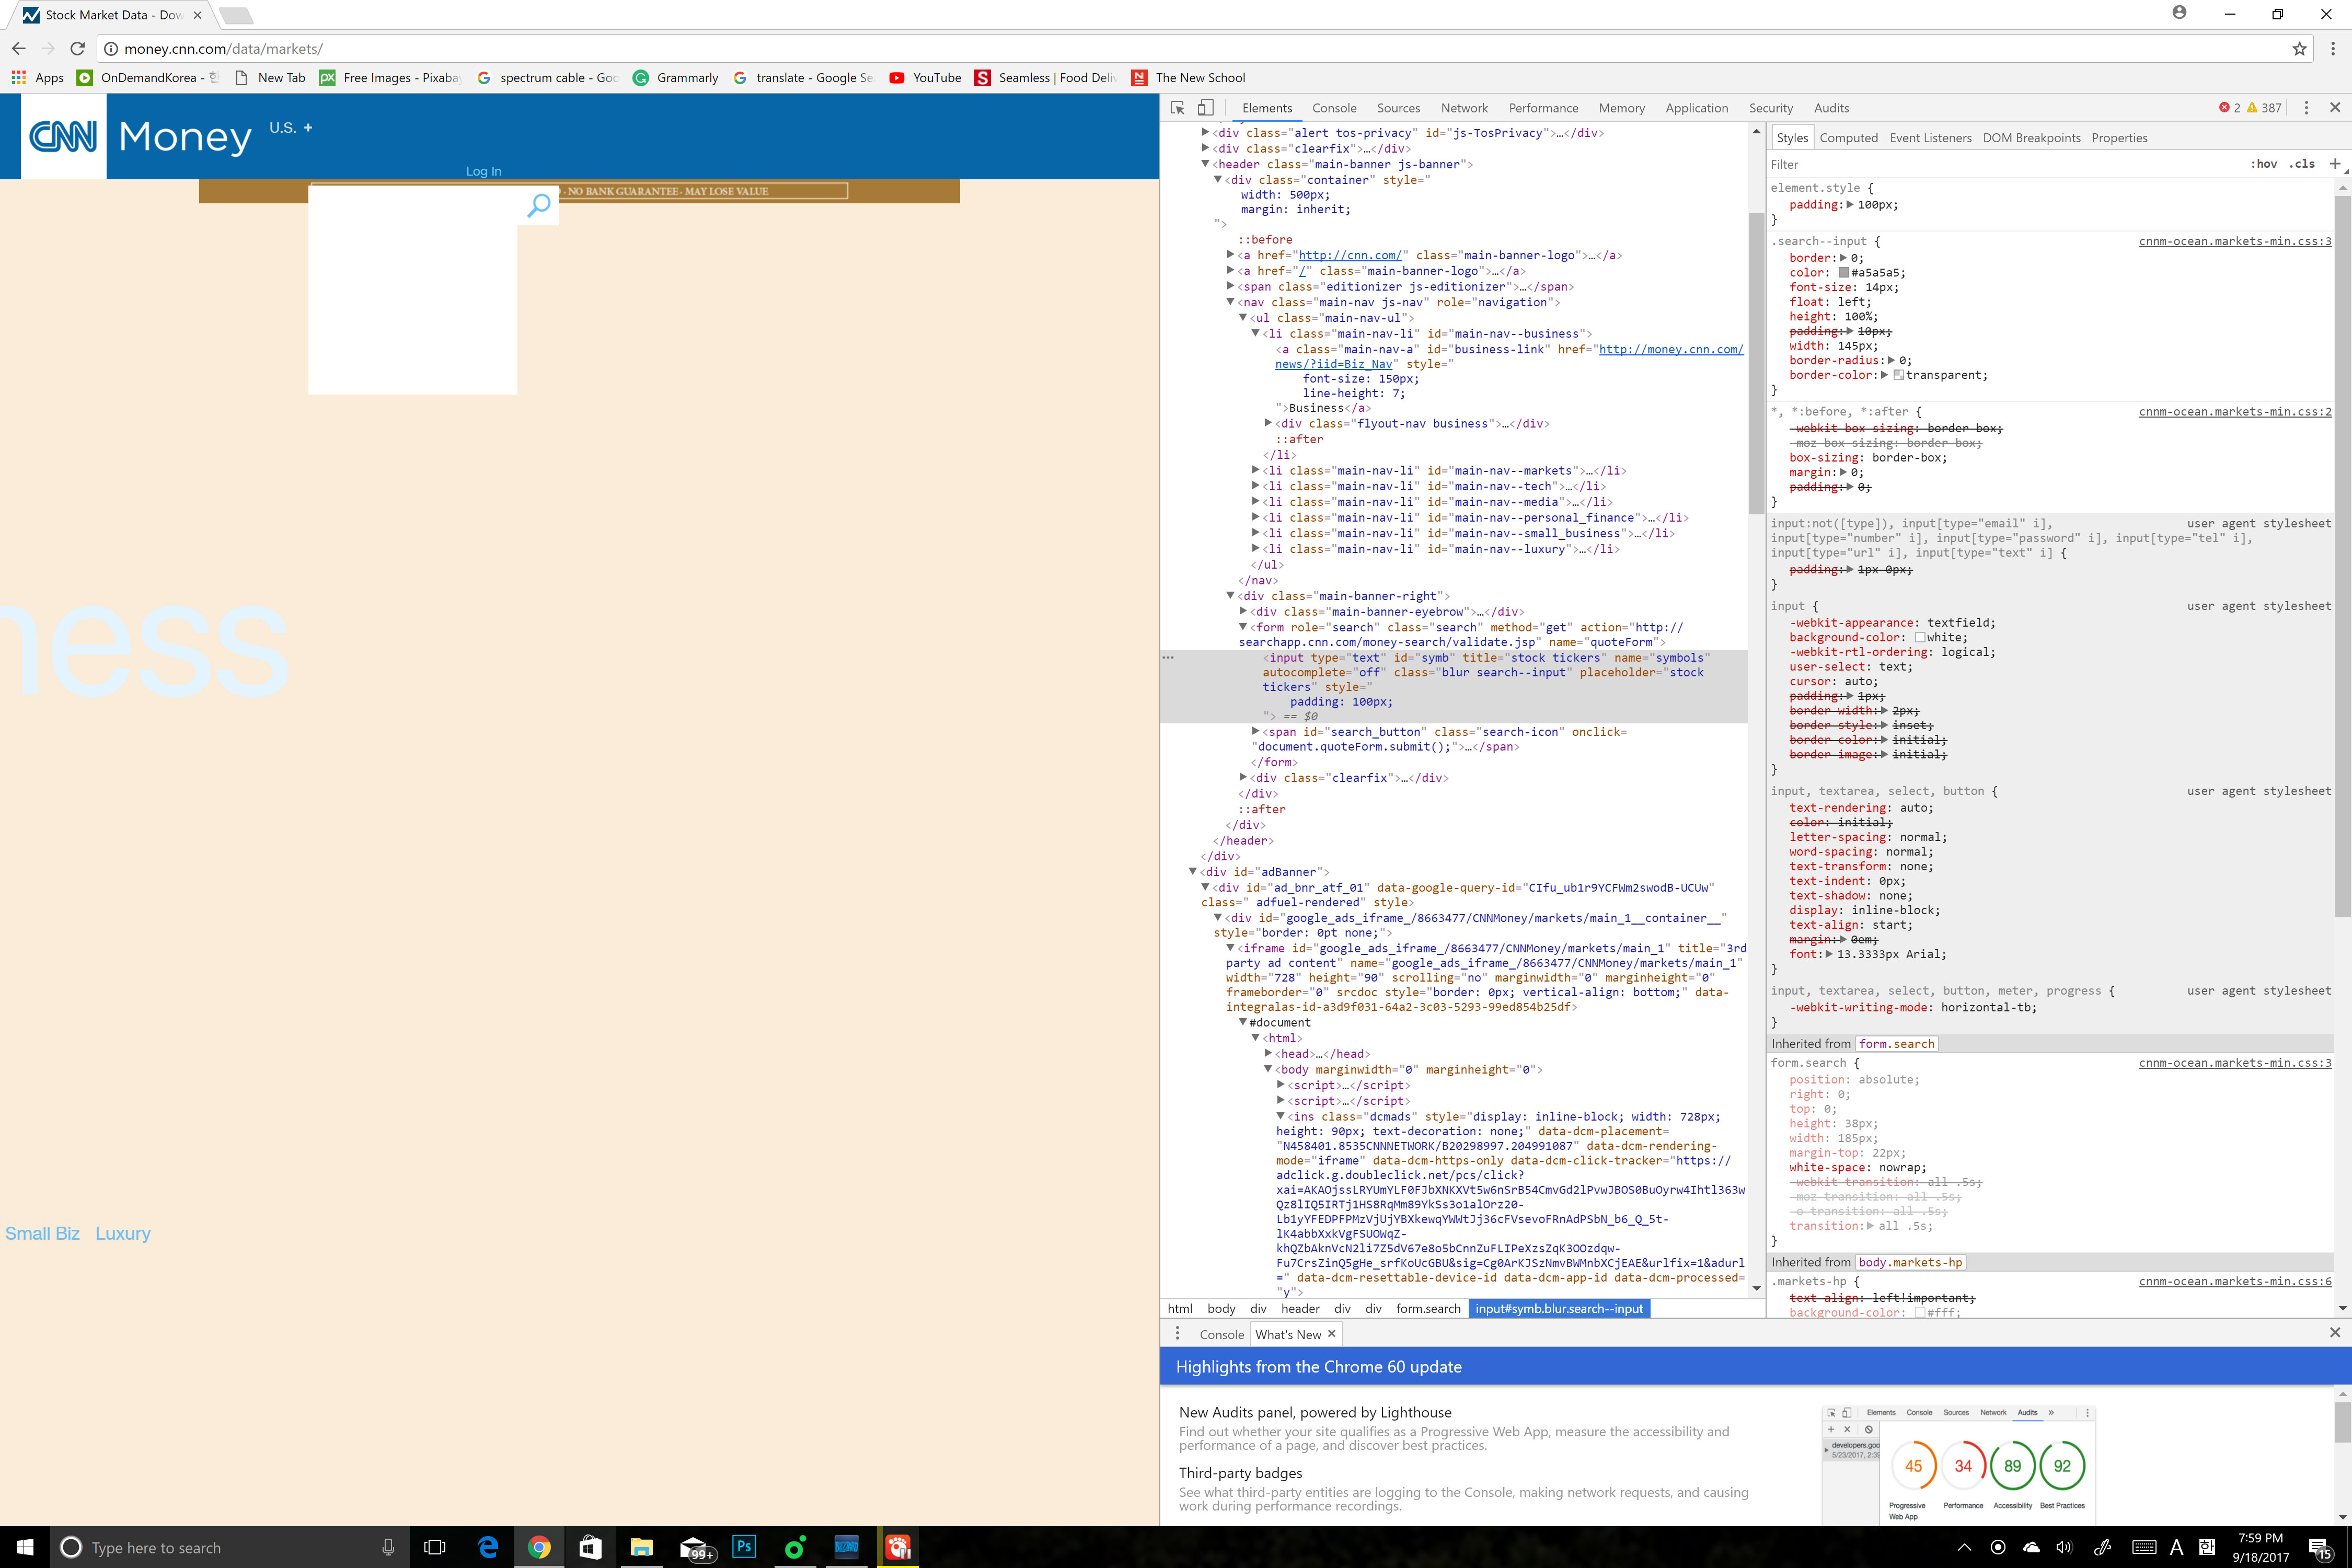 Stock Market Data - Dow
money.cnn.com/data/markets/
Apps
OnDemandKorea - 한
New Tab
Free Images - Pixabay
spectrum cable - Goo
Grammarly
translate - Google Se
YouTube
Seamless | Food Deliv
The New School
CNN Money
U.S. +
Log In
- NO BANK GUARANTEE - MAY LOSE VALUE
ness
Small Biz Luxury
Elements Console Sources Network Performance Memory Application Security Audits
2 387
<div class="alert tos-privacy" id="js-TosPrivacy">…</div>
<div class="clearfix">…</div>
<header class="main-banner js-banner">
<div class="container" style="
width: 500px;
margin: inherit;
">
::before
<a href="http://cnn.com/" class="main-banner-logo">…</a>
<a href="/" class="main-banner-logo">…</a>
<span class="editionizer js-editionizer">…</span>
<nav class="main-nav js-nav" role="navigation">
<ul class="main-nav-ul">
<li class="main-nav-li" id="main-nav--business">
<a class="main-nav-a" id="business-link" href="http://money.cnn.com/
news/?iid=Biz_Nav" style="
font-size: 150px;
line-height: 7;
">Business</a>
<div class="flyout-nav business">…</div>
::after
</li>
<li class="main-nav-li" id="main-nav--markets">…</li>
<li class="main-nav-li" id="main-nav--tech">…</li>
<li class="main-nav-li" id="main-nav--media">…</li>
<li class="main-nav-li" id="main-nav--personal_finance">…</li>
<li class="main-nav-li" id="main-nav--small_business">…</li>
<li class="main-nav-li" id="main-nav--luxury">…</li>
</ul>
</nav>
<div class="main-banner-right">
<div class="main-banner-eyebrow">…</div>
<form role="search" class="search" method="get" action="http://
searchapp.cnn.com/money-search/validate.jsp" name="quoteForm">
<input type="text" id="symb" title="stock tickers" name="symbols"
autocomplete="off" class="blur search--input" placeholder="stock
tickers" style="
padding: 100px;
"> == $0
<span id="search_button" class="search-icon" onclick=
"document.quoteForm.submit();">…</span>
</form>
<div class="clearfix">…</div>
</div>
::after
</div>
</header>
</div>
<div id="adBanner">
<div id="ad_bnr_atf_01" data-google-query-id="CIfu_ub1r9YCFWm2swodB-UCUw"
class=" adfuel-rendered" style>
<div id="google_ads_iframe_/8663477/CNNMoney/markets/main_1__container__"
style="border: 0pt none;">
<iframe id="google_ads_iframe_/8663477/CNNMoney/markets/main_1" title="3rd
party ad content" name="google_ads_iframe_/8663477/CNNMoney/markets/main_1"
width="728" height="90" scrolling="no" marginwidth="0" marginheight="0"
frameborder="0" srcdoc style="border: 0px; vertical-align: bottom;" data-
integralas-id-a3d9f031-64a2-3c03-5293-99ed854b25df>
#document
<html>
<head>…</head>
<body marginwidth="0" marginheight="0">
<script>…</script>
<script>…</script>
<ins class="dcmads" style="display: inline-block; width: 728px;
height: 90px; text-decoration: none;" data-dcm-placement=
"N458401.8535CNNNETWORK/B20298997.204991087" data-dcm-rendering-
mode="iframe" data-dcm-https-only data-dcm-click-tracker="https://
adclick.g.doubleclick.net/pcs/click?
=" data-dcm-resettable-device-id data-dcm-app-id data-dcm-processed=
"y">
html body div header div div form.search input#symb.blur.search--input
Styles Computed Event Listeners DOM Breakpoints Properties
Filter
:hov .cls +
element.style {
padding: 100px;
}
.search--input { cnnm-ocean.markets-min.css:3
border: 0;
color: #a5a5a5;
font-size: 14px;
float: left;
height: 100%;
padding: 10px;
width: 145px;
border-radius: 0;
border-color: transparent;
}
*, *:before, *:after { cnnm-ocean.markets-min.css:2
-webkit-box-sizing: border-box;
-moz-box-sizing: border-box;
box-sizing: border-box;
margin: 0;
padding: 0;
}
input:not([type]), input[type="email" i], user agent stylesheet
input[type="number" i], input[type="password" i], input[type="tel" i],
input[type="url" i], input[type="text" i] {
padding: 1px 0px;
}
input { user agent stylesheet
-webkit-appearance: textfield;
background-color: white;
-webkit-rtl-ordering: logical;
user-select: text;
cursor: auto;
padding: 1px;
border-width: 2px;
border-style: inset;
border-color: initial;
border-image: initial;
}
input, textarea, select, button { user agent stylesheet
text-rendering: auto;
color: initial;
letter-spacing: normal;
word-spacing: normal;
text-transform: none;
text-indent: 0px;
text-shadow: none;
display: inline-block;
text-align: start;
margin: 0em;
font: 13.3333px Arial;
}
input, textarea, select, button, meter, progress { user agent stylesheet
-webkit-writing-mode: horizontal-tb;
}
Inherited from form.search
form.search { cnnm-ocean.markets-min.css:3
position: absolute;
right: 0;
top: 0;
height: 38px;
width: 185px;
margin-top: 22px;
white-space: nowrap;
-webkit-transition: all .5s;
-moz-transition: all .5s;
-o-transition: all .5s;
transition: all .5s;
}
Inherited from body.markets-hp
.markets-hp { cnnm-ocean.markets-min.css:6
text-align: left!important;
background-color: #fff;
Console What's New
Highlights from the Chrome 60 update
New Audits panel, powered by Lighthouse
Find out whether your site qualifies as a Progressive Web App, measure the accessibility and
performance of a page, and discover best practices.
Third-party badges
See what third-party entities are logging to the Console, making network requests, and causing
work during performance recordings.
Elements Console Sources Network Audits »
developers.goo
45 34 89 92
Progressive Web App Performance Accessibility Best Practices
Type here to search
99+
Ps
A
7:59 PM
9/18/2017
15